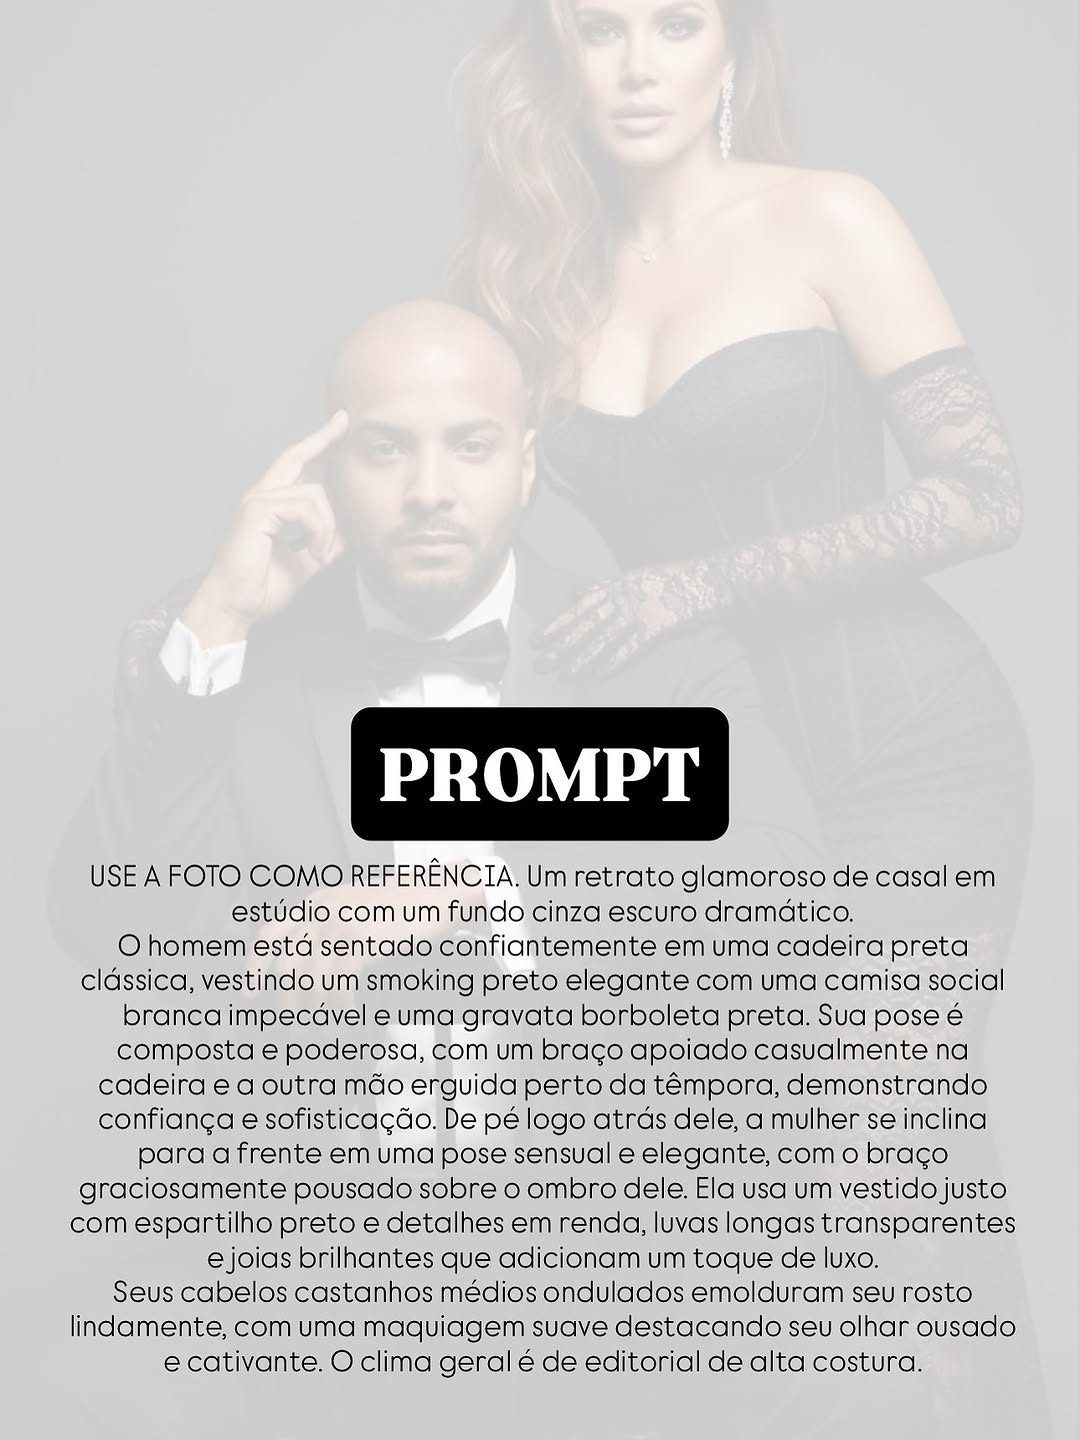 PROMPT
USE A FOTO COMO REFERÊNCIA. Um retrato glamoroso de casal em
estúdio com um fundo cinza escuro dramático.
O homem está sentado confiantemente em uma cadeira preta
clássica, vestindo um smoking preto elegante com uma camisa social
branca impecável e uma gravata borboleta preta. Sua pose é
composta e poderosa, com um braço apoiado casualmente na
cadeira e a outra mão erguida perto da têmpora, demonstrando
confiança e sofisticação. De pé logo atrás dele, a mulher se inclina
para a frente em uma pose sensual e elegante, com o braço
graciosamente pousado sobre o ombro dele. Ela usa um vestido justo
com espartilho preto e detalhes em renda, luvas longas transparentes
e joias brilhantes que adicionam um toque de luxo.
Seus cabelos castanhos médios ondulados emolduram seu rosto
lindamente, com uma maquiagem suave destacando seu olhar ousado
e cativante. O clima geral é de editorial de alta costura.